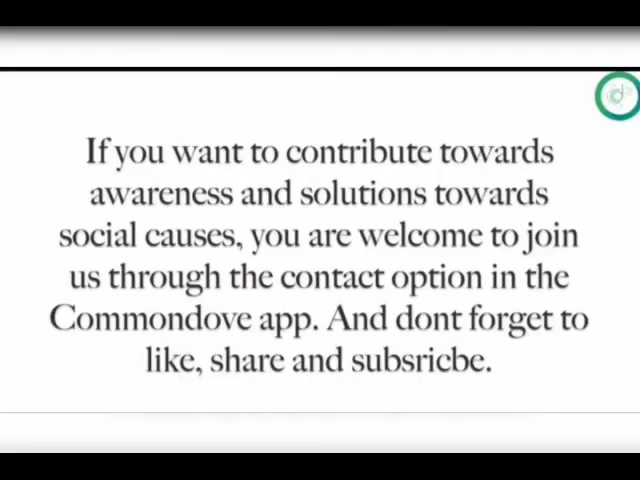 If you want to contribute towards
awareness and solutions towards
social causes, you are welcome to join
us through the contact option in the
Commondove app. And dont forget to
like, share and subsricbe.